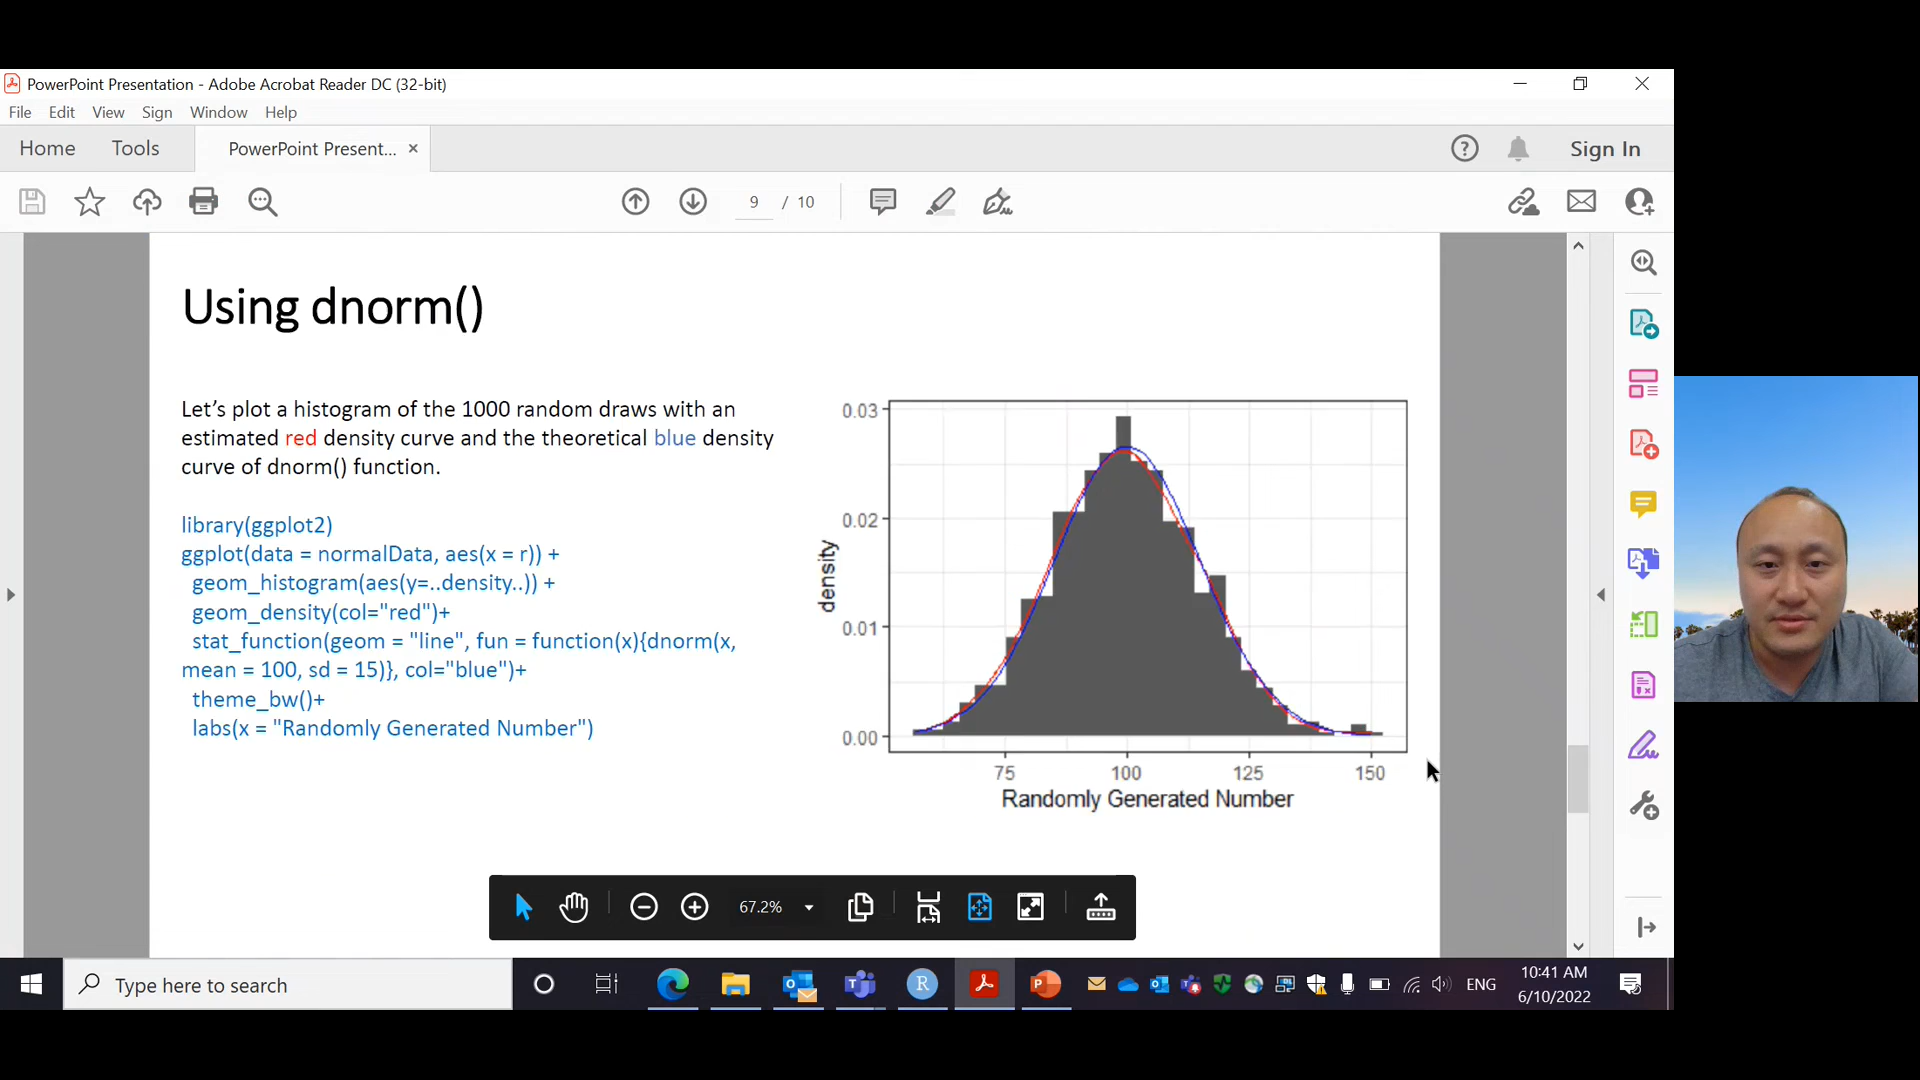 PowerPoint Presentation - Adobe Acrobat Reader DC (32-bit)
File Edit View Sign Window Help
Home Tools PowerPoint Present... Sign In
9 / 10
Using dnorm()
Let’s plot a histogram of the 1000 random draws with an
estimated red density curve and the theoretical blue density
curve of dnorm() function.
library(ggplot2)
ggplot(data = normalData, aes(x = r)) +
geom_histogram(aes(y=..density..)) +
geom_density(col="red")+
stat_function(geom = "line", fun = function(x){dnorm(x,
mean = 100, sd = 15)}, col="blue")+
theme_bw()+
labs(x = "Randomly Generated Number")
0.03
0.02
0.01
0.00
density
75 100 125 150
Randomly Generated Number
67.2%
Type here to search
ENG
10:41 AM
6/10/2022